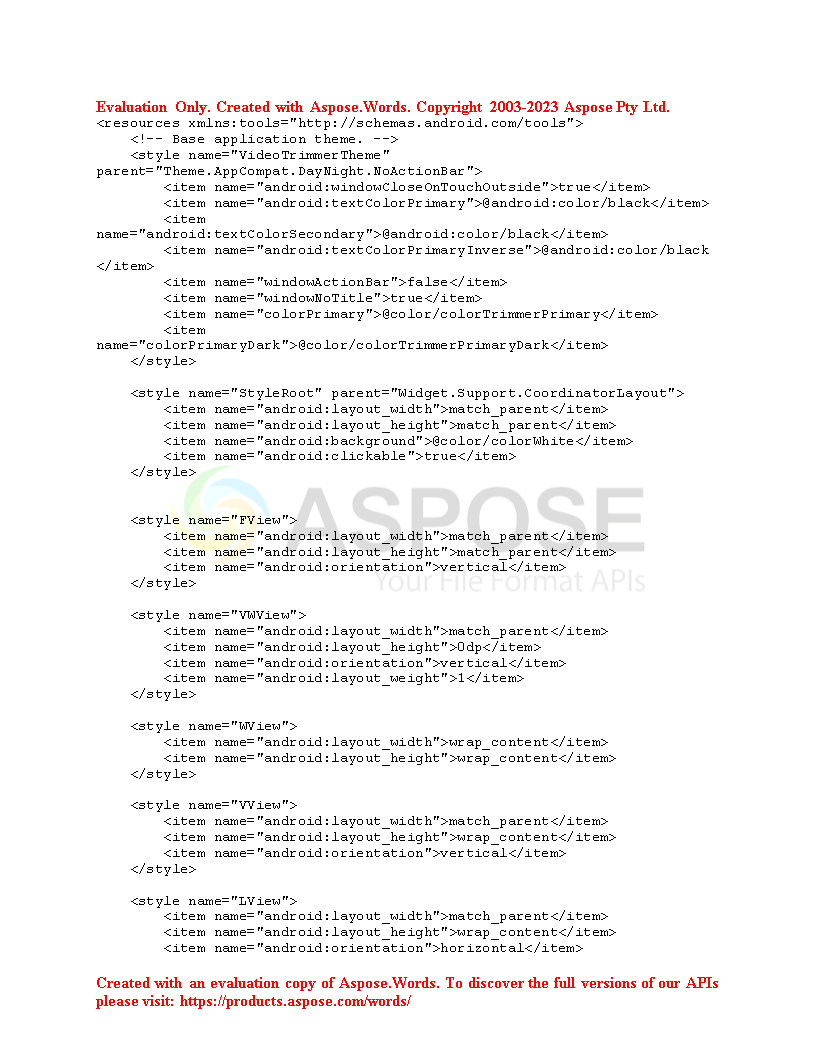 Evaluation Only. Created with Aspose.Words. Copyright 2003-2023 Aspose Pty Ltd.
<resources xmlns:tools="http://schemas.android.com/tools">
    <!-- Base application theme. -->
    <style name="VideoTrimmerTheme"
parent="Theme.AppCompat.DayNight.NoActionBar">
        <item name="android:windowCloseOnTouchOutside">true</item>
        <item name="android:textColorPrimary">@android:color/black</item>
        <item
name="android:textColorSecondary">@android:color/black</item>
        <item name="android:textColorPrimaryInverse">@android:color/black
</item>
        <item name="windowActionBar">false</item>
        <item name="windowNoTitle">true</item>
        <item name="colorPrimary">@color/colorTrimmerPrimary</item>
        <item
name="colorPrimaryDark">@color/colorTrimmerPrimaryDark</item>
    </style>

    <style name="StyleRoot" parent="Widget.Support.CoordinatorLayout">
        <item name="android:layout_width">match_parent</item>
        <item name="android:layout_height">match_parent</item>
        <item name="android:background">@color/colorWhite</item>
        <item name="android:clickable">true</item>
    </style>

ASPOSE
    <style name="FView">
        <item name="android:layout_width">match_parent</item>
        <item name="android:layout_height">match_parent</item>
        <item name="android:orientation">vertical</item>
Your File Format APIs
    </style>

    <style name="VWView">
        <item name="android:layout_width">match_parent</item>
        <item name="android:layout_height">0dp</item>
        <item name="android:orientation">vertical</item>
        <item name="android:layout_weight">1</item>
    </style>

    <style name="WView">
        <item name="android:layout_width">wrap_content</item>
        <item name="android:layout_height">wrap_content</item>
    </style>

    <style name="VView">
        <item name="android:layout_width">match_parent</item>
        <item name="android:layout_height">wrap_content</item>
        <item name="android:orientation">vertical</item>
    </style>

    <style name="LView">
        <item name="android:layout_width">match_parent</item>
        <item name="android:layout_height">wrap_content</item>
        <item name="android:orientation">horizontal</item>
Created with an evaluation copy of Aspose.Words. To discover the full versions of our APIs
please visit: https://products.aspose.com/words/